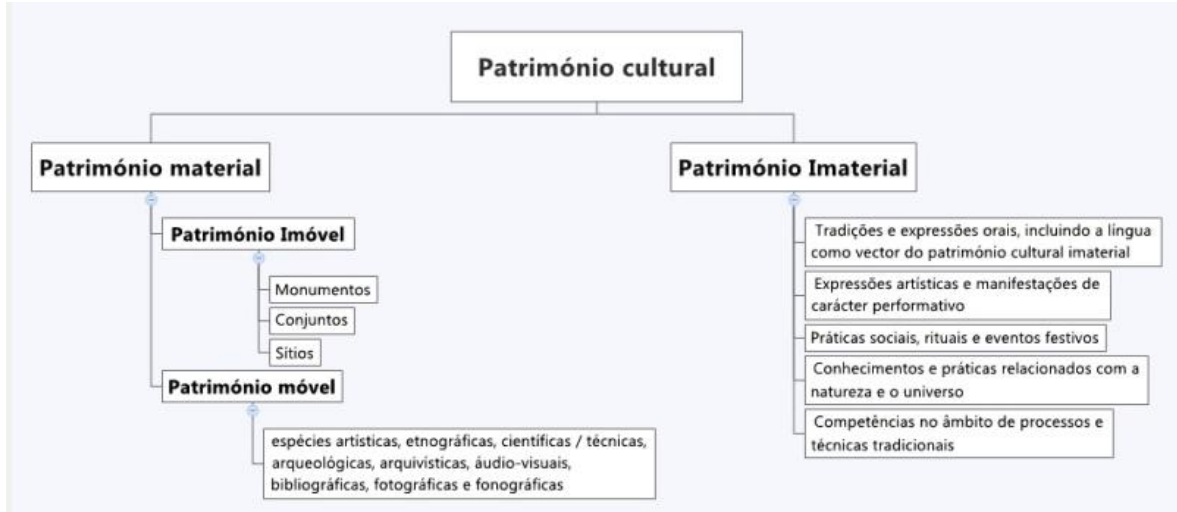 Património cultural
Património material
Património Imóvel
Monumentos
Conjuntos
Sítios
Património móvel
espécies artísticas, etnográficas, científicas / técnicas,
arqueológicas, arquivísticas, áudio-visuais,
bibliográficas, fotográficas e fonográficas
Património Imaterial
Tradições e expressões orais, incluindo a língua
como vector do património cultural imaterial
Expressões artísticas e manifestações de
carácter performativo
Práticas sociais, rituais e eventos festivos
Conhecimentos e práticas relacionados com a
natureza e o universo
Competências no âmbito de processos e
técnicas tradicionais